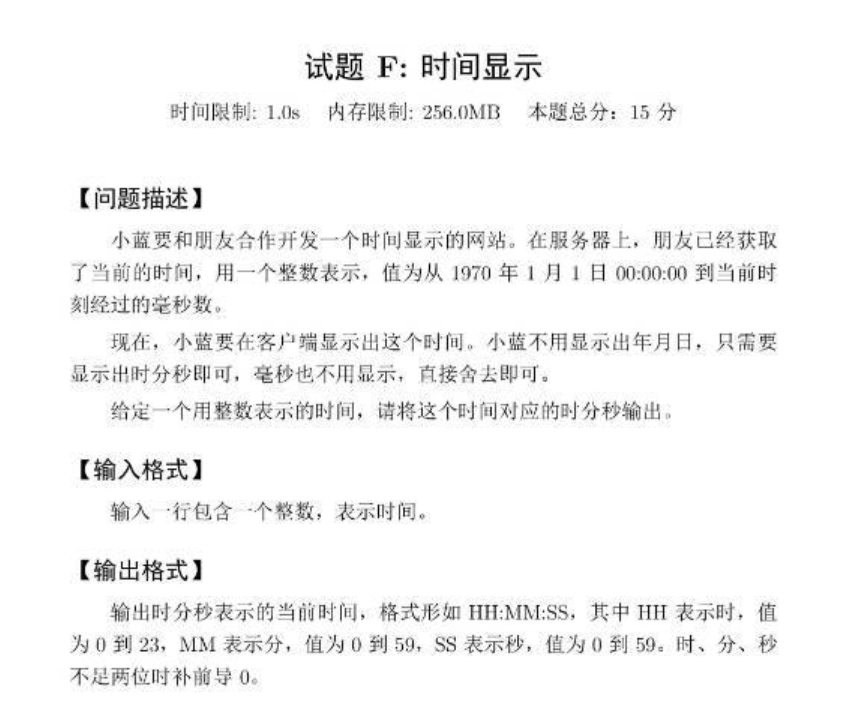 试题 F: 时间显示
时间限制: 1.0s 内存限制: 256.0MB 本题总分：15 分
【问题描述】
小蓝要和朋友合作开发一个时间显示的网站。在服务器上，朋友已经获取
了当前的时间，用一个整数表示，值为从 1970 年 1 月 1 日 00:00:00 到当前时
刻经过的毫秒数。
现在，小蓝要在客户端显示出这个时间。小蓝不用显示出年月日，只需要
显示出时分秒即可，毫秒也不用显示，直接舍去即可。
给定一个用整数表示的时间，请将这个时间对应的时分秒输出。
【输入格式】
输入一行包含一个整数，表示时间。
【输出格式】
输出时分秒表示的当前时间，格式形如 HH:MM:SS，其中 HH 表示时，值
为 0 到 23，MM 表示分，值为 0 到 59，SS 表示秒，值为 0 到 59。时、分、秒
不足两位时补前导 0。